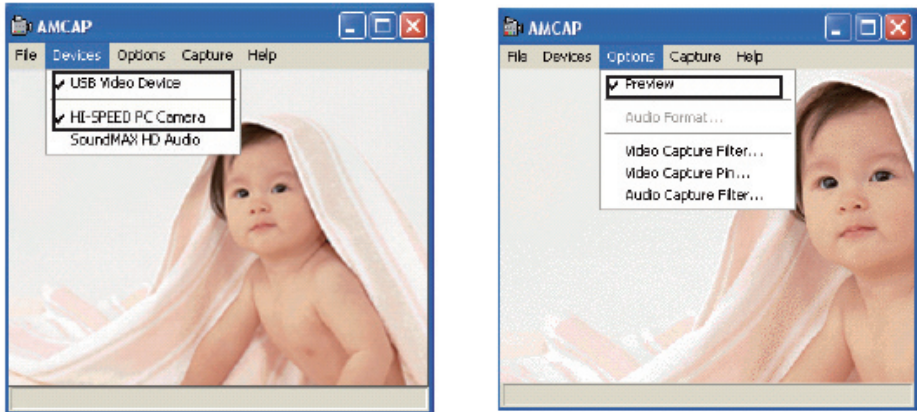 AMCAP
File Devices Options Capture Help
USB Video Device
HI-SPEED PC Camera
SoundMAX HD Audio
AMCAP
File Devices Options Capture Help
Preview
Audio Format...
Video Capture Filter...
Video Capture Pin...
Audio Capture Filter...